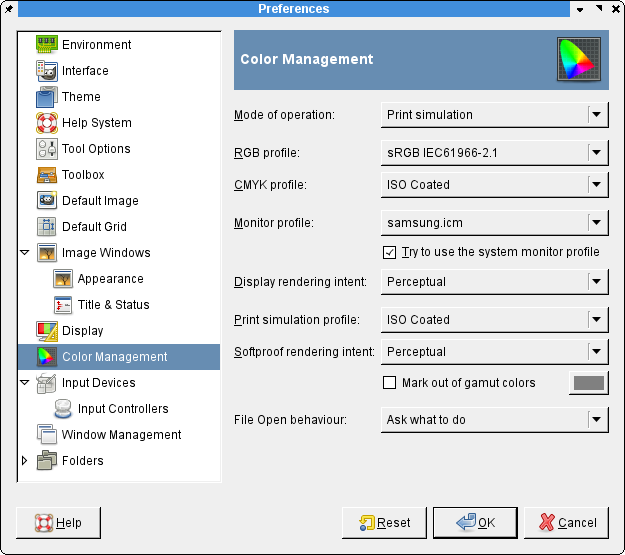 Preferences
Environment
Interface
Theme
Help System
Tool Options
Toolbox
Default Image
Default Grid
Image Windows
Appearance
Title & Status
Display
Color Management
Input Devices
Input Controllers
Window Management
Folders
Color Management
Mode of operation: Print simulation
RGB profile: sRGB IEC61966-2.1
CMYK profile: ISO Coated
Monitor profile: samsung.icm
Try to use the system monitor profile
Display rendering intent: Perceptual
Print simulation profile: ISO Coated
Softproof rendering intent: Perceptual
Mark out of gamut colors
File Open behaviour: Ask what to do
Help
Reset
OK
Cancel